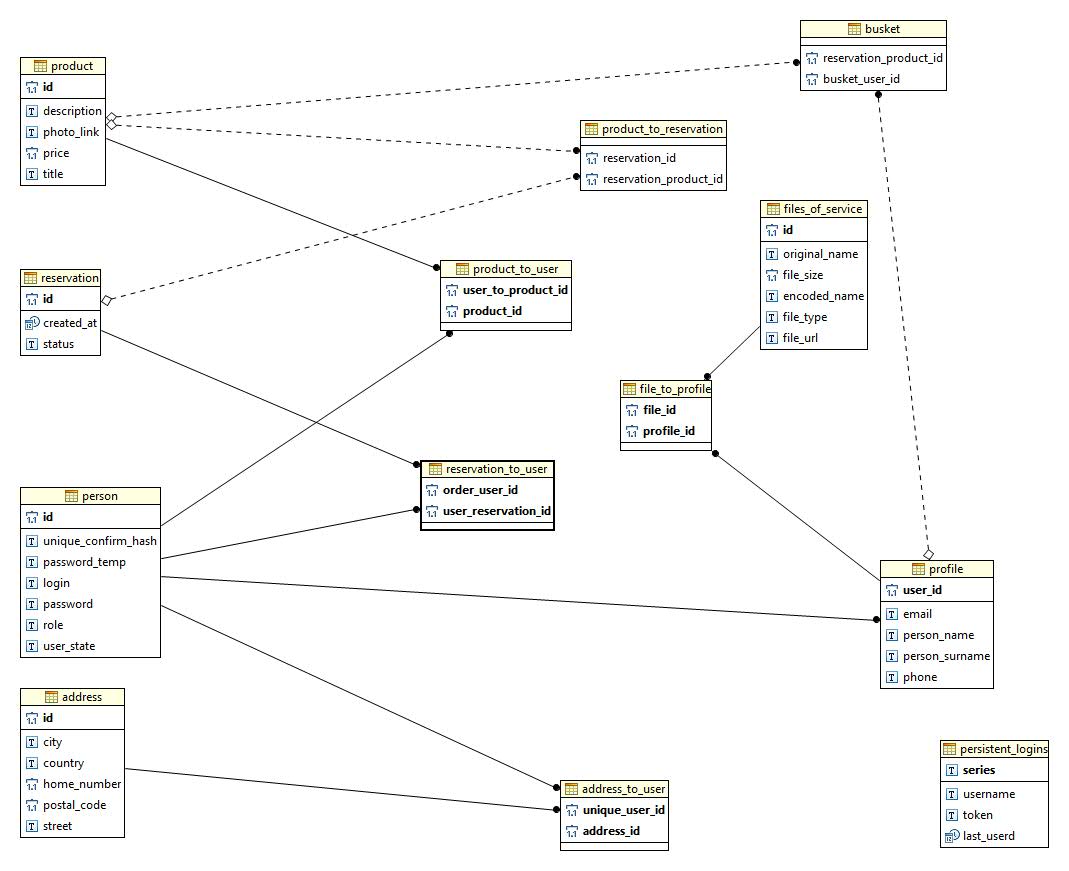 product
id
description
photo_link
price
title
busket
reservation_product_id
busket_user_id
product_to_reservation
reservation_id
reservation_product_id
files_of_service
id
original_name
file_size
encoded_name
file_type
file_url
reservation
id
created_at
status
product_to_user
user_to_product_id
product_id
file_to_profile
file_id
profile_id
reservation_to_user
order_user_id
user_reservation_id
person
id
unique_confirm_hash
password_temp
login
password
role
user_state
profile
user_id
email
person_name
person_surname
phone
address
id
city
country
home_number
postal_code
street
address_to_user
unique_user_id
address_id
persistent_logins
series
username
token
last_userd